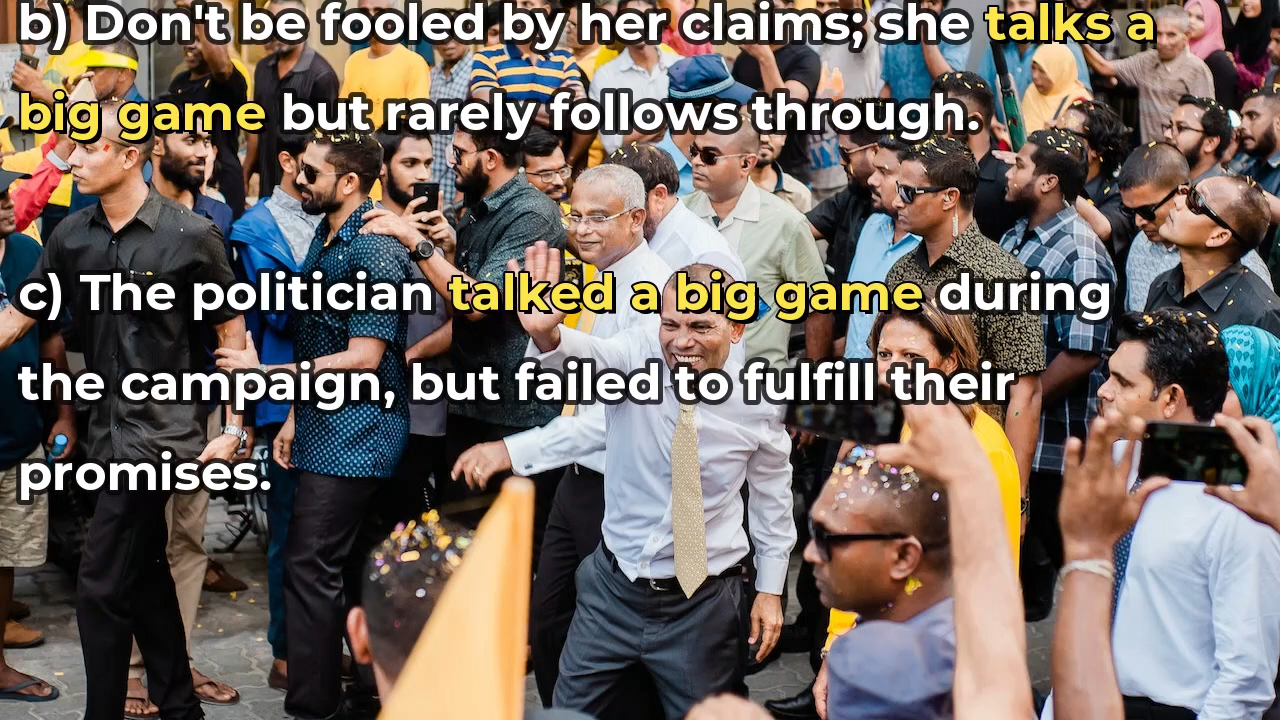 b) Don't be fooled by her claims; she talks a
big game but rarely follows through.
c) The politician talked a big game during
the campaign, but failed to fulfill their
promises.